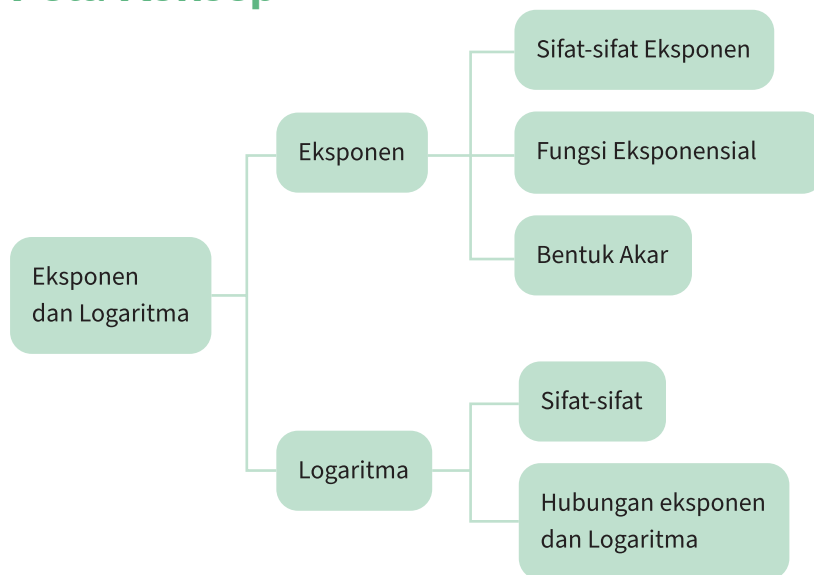 Sifat-sifat Eksponen
Eksponen
Fungsi Eksponensial
Bentuk Akar
Eksponen
dan Logaritma
Sifat-sifat
Logaritma
Hubungan eksponen
dan Logaritma